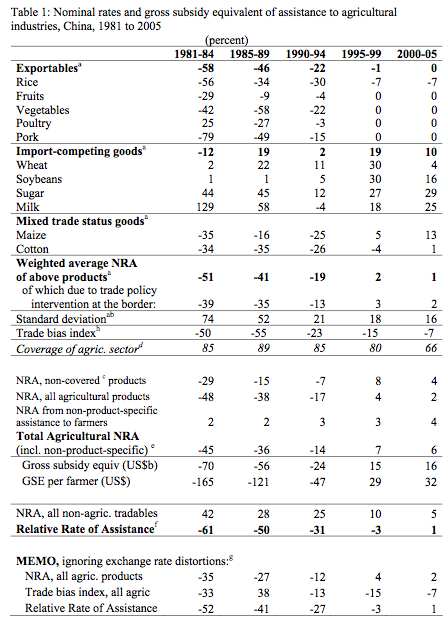 Table 1: Nominal rates and gross subsidy equivalent of assistance to agricultural
industries, China, 1981 to 2005
(percent)
1981-84 1985-89 1990-94 1995-99 2000-05
Exportablesᵃ -58 -46 -22 -1 0
Rice -56 -34 -30 -7 -7
Fruits -29 -9 -4 0 0
Vegetables -42 -58 -22 0 0
Poultry 25 -27 -3 0 0
Pork -79 -49 -15 0 0
Import-competing goodsᵃ -12 19 2 19 10
Wheat 2 22 11 30 4
Soybeans 1 1 5 30 16
Sugar 44 45 12 27 29
Milk 129 58 -4 18 25
Mixed trade status goodsᵃ
Maize -35 -16 -25 5 13
Cotton -34 -35 -26 -4 1
Weighted average NRA
of above productsᵃ -51 -41 -19 2 1
of which due to trade policy
intervention at the border: -39 -35 -13 3 2
Standard deviationᵃᵇ 74 52 21 18 16
Trade bias indexʰ -50 -55 -23 -15 -7
Coverage of agric. sectorᵈ 85 89 85 80 66
NRA, non-covered ᶜ products -29 -15 -7 8 4
NRA, all agricultural products -48 -38 -17 4 2
NRA from non-product-specific
assistance to farmers 2 2 3 3 4
Total Agricultural NRA
(incl. non-product-specific) ᵉ -45 -36 -14 7 6
Gross subsidy equiv (US$b) -70 -56 -24 15 16
GSE per farmer (US$) -165 -121 -47 29 32
NRA, all non-agric. tradables 42 28 25 10 5
Relative Rate of Assistanceᶠ -61 -50 -31 -3 1
MEMO, ignoring exchange rate distortions:ᵍ
NRA, all agric. products -35 -27 -12 4 2
Trade bias index, all agric -33 38 -13 -15 -7
Relative Rate of Assistance -52 -41 -27 -3 1